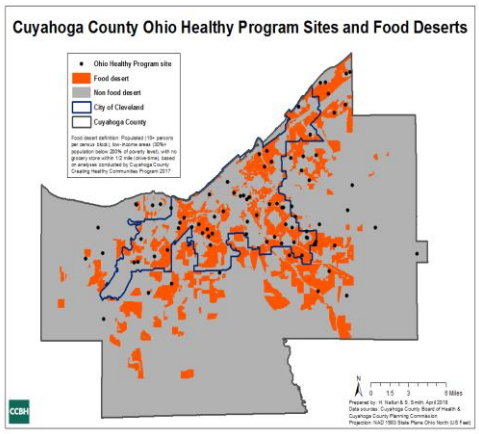 Cuyahoga County Ohio Healthy Program Sites and Food Deserts
Ohio Healthy Program site
Food desert
Non food desert
City of Cleveland
Cuyahoga County
Food desert definition: Populated (10+ persons
per census block), low-income areas (50%+
population below 200% of poverty level), with no
grocery store within 1/2 mile (drive-time), based
on analyses conducted by Cuyahoga County
Creating Healthy Communities Program 2017
N
0 1.5 3 6 Miles
Prepared by: H. Nalluri & S. Smith, April 2018
Data sources: Cuyahoga County Board of Health &
Cuyahoga County Planning Commission
Projection: NAD 1983 State Plane Ohio North (US Feet)
CCBH